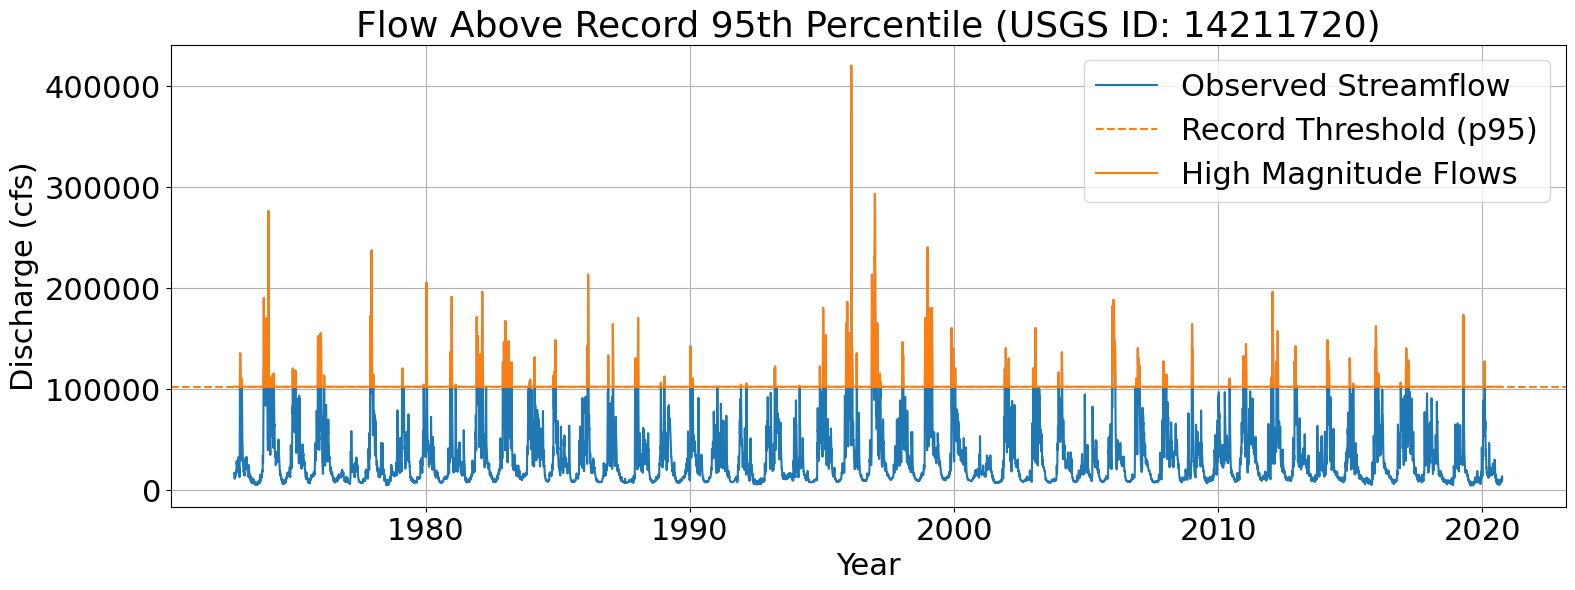 Flow Above Record 95th Percentile (USGS ID: 14211720)
Discharge (cfs)
400000
300000
200000
100000
0
Observed Streamflow
Record Threshold (p95)
High Magnitude Flows
1980
1990
2000
2010
2020
Year